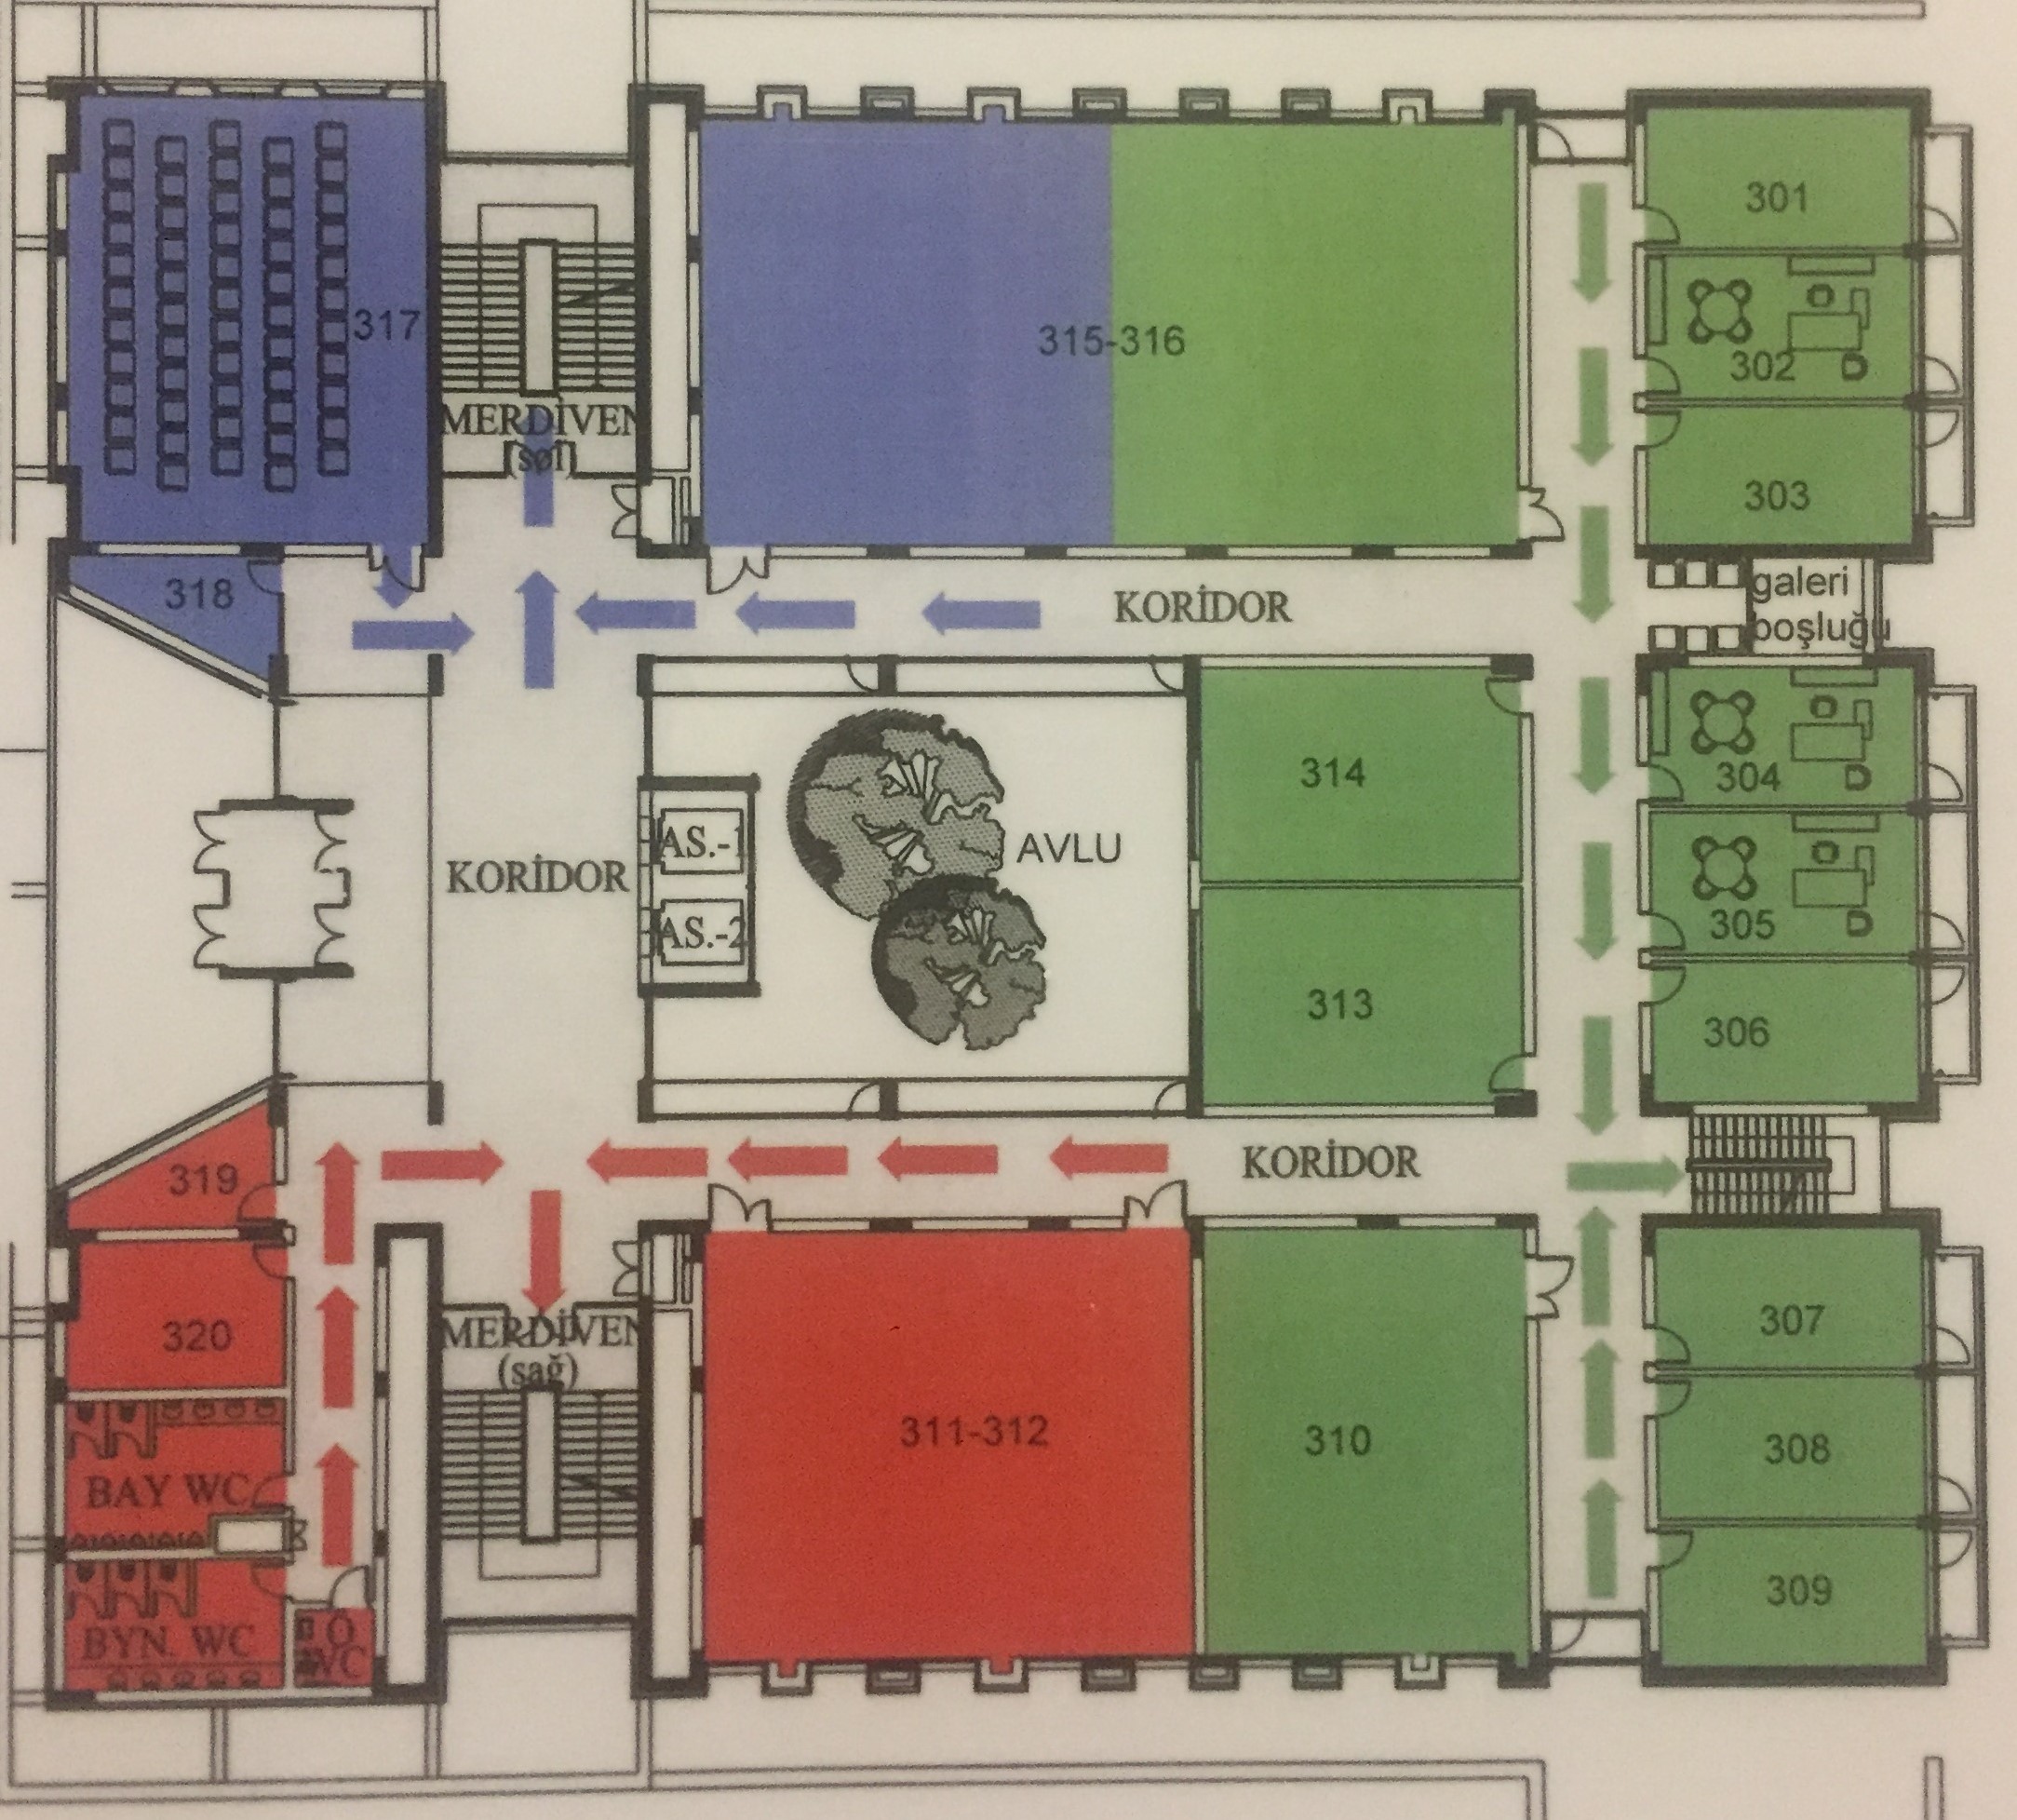 301
317
315-316
302
MERDİVEN
(sol)
303
318
KORİDOR
galeri
boşluğu
314
304
AS.-1
AVLU
KORİDOR
305
AS.-2
313
306
319
KORİDOR
320
MERDİVEN
(sağ)
307
311-312
310
308
BAY WC
309
BYN. WC
Ö
WC